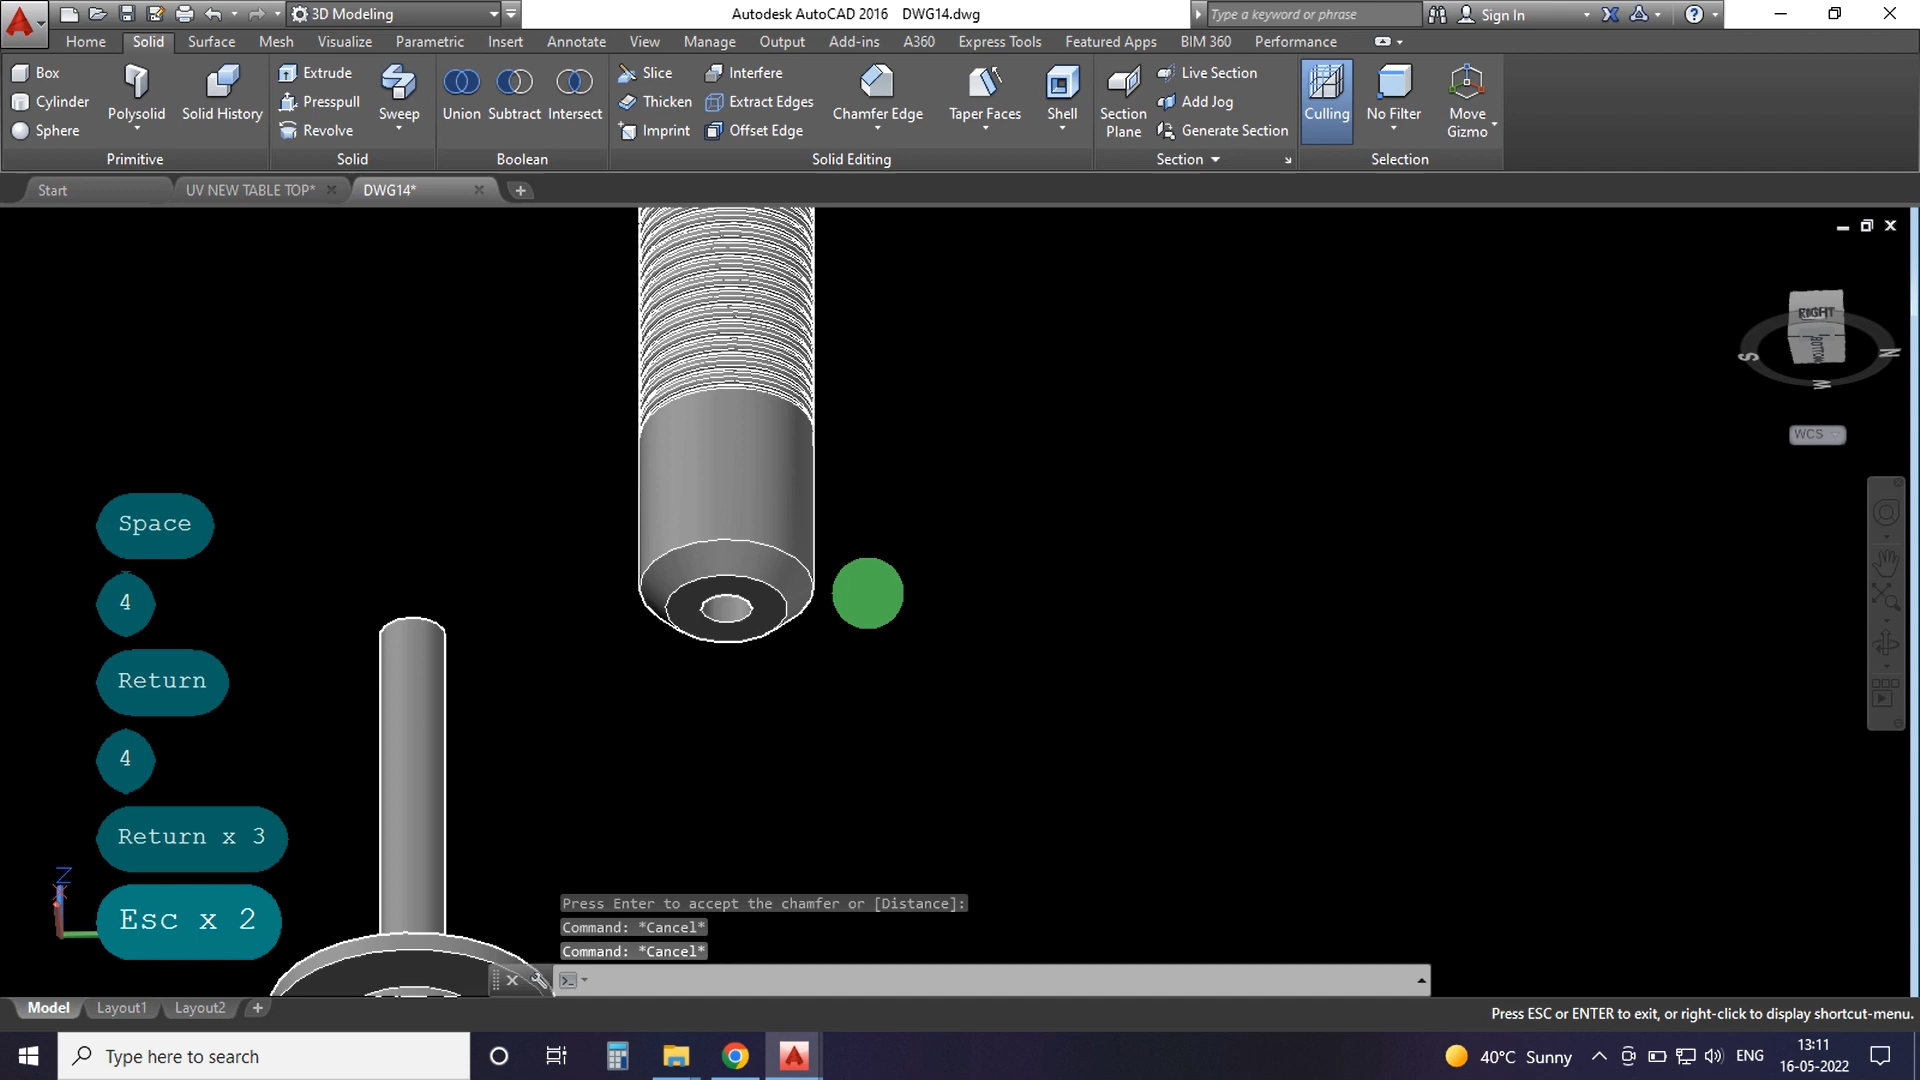 3D Modeling
Autodesk AutoCAD 2016 DWG14.dwg
Type a keyword or phrase
Sign In
Home Solid Surface Mesh Visualize Parametric Insert Annotate View Manage Output Add-ins A360 Express Tools Featured Apps BIM 360 Performance
Box
Cylinder
Sphere
Polysolid
Solid History
Primitive
Extrude
Presspull
Revolve
Sweep
Solid
Union
Subtract
Intersect
Boolean
Slice
Thicken
Imprint
Interfere
Extract Edges
Offset Edge
Chamfer Edge
Taper Faces
Shell
Solid Editing
Section
Plane
Live Section
Add Jog
Generate Section
Section
Culling
No Filter
Move
Gizmo
Selection
Start
UV NEW TABLE TOP*
DWG14*
RIGHT
BOTTOM
S
N
W
WCS
Space
4
Return
4
Return x 3
Esc x 2
Z
Press Enter to accept the chamfer or [Distance]:
Command: *Cancel*
Command: *Cancel*
Model Layout1 Layout2
Press ESC or ENTER to exit, or right-click to display shortcut-menu.
Type here to search
40°C Sunny
ENG
13:11
16-05-2022